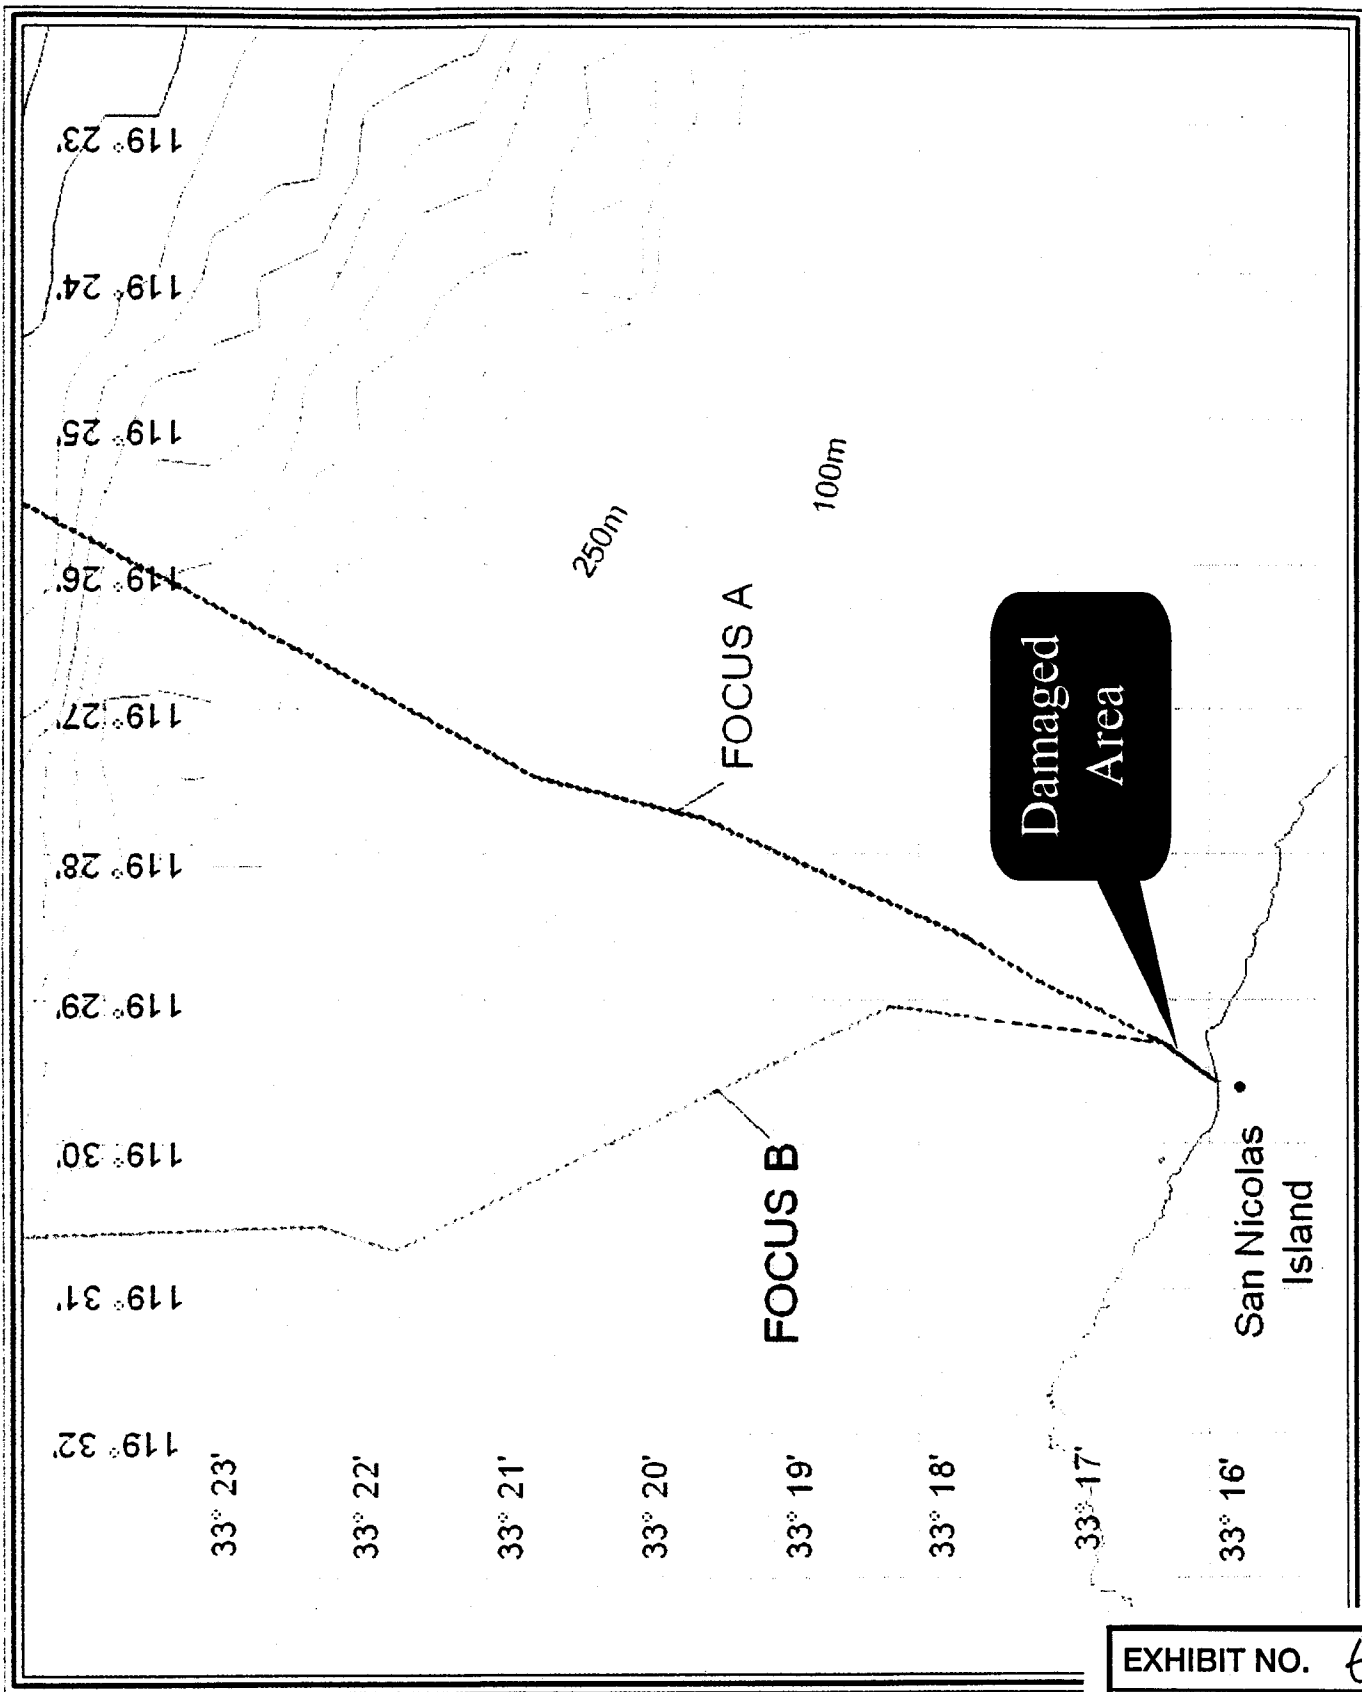 119° 23'
119° 24'
119° 25'
119° 26'
119° 27'
119° 28'
119° 29'
119° 30'
119° 31'
119° 32'
33° 23'
33° 22'
33° 21'
33° 20'
33° 19'
33° 18'
33° 17'
33° 16'
250m
100m
FOCUS A
FOCUS B
Damaged
Area
San Nicolas
Island
EXHIBIT NO.